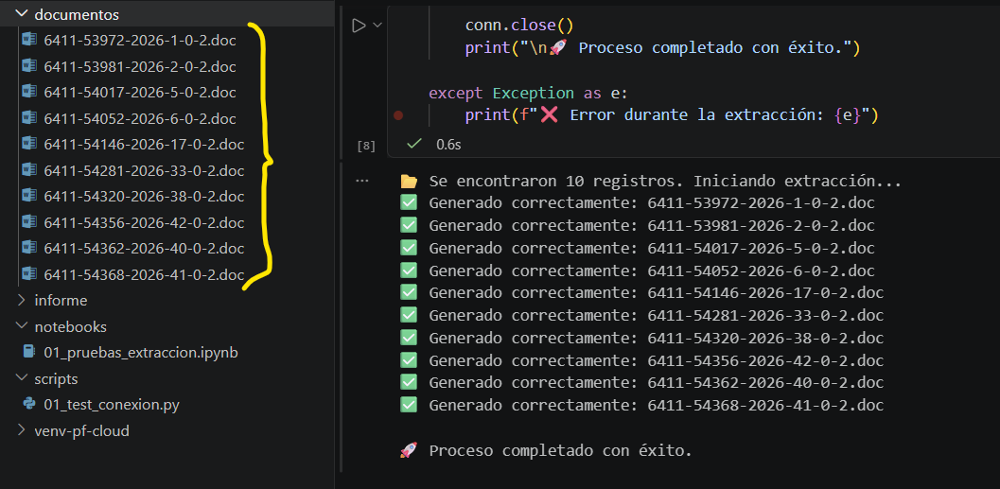 documentos
6411-53972-2026-1-0-2.doc
6411-53981-2026-2-0-2.doc
6411-54017-2026-5-0-2.doc
6411-54052-2026-6-0-2.doc
6411-54146-2026-17-0-2.doc
6411-54281-2026-33-0-2.doc
6411-54320-2026-38-0-2.doc
6411-54356-2026-42-0-2.doc
6411-54362-2026-40-0-2.doc
6411-54368-2026-41-0-2.doc
informe
notebooks
01_pruebas_extraccion.ipynb
scripts
01_test_conexion.py
venv-pf-cloud
conn.close()
print("\n🚀 Proceso completado con éxito.")
except Exception as e:
print(f"❌ Error durante la extracción: {e}")
[8]
0.6s
...
📂 Se encontraron 10 registros. Iniciando extracción...
✅ Generado correctamente: 6411-53972-2026-1-0-2.doc
✅ Generado correctamente: 6411-53981-2026-2-0-2.doc
✅ Generado correctamente: 6411-54017-2026-5-0-2.doc
✅ Generado correctamente: 6411-54052-2026-6-0-2.doc
✅ Generado correctamente: 6411-54146-2026-17-0-2.doc
✅ Generado correctamente: 6411-54281-2026-33-0-2.doc
✅ Generado correctamente: 6411-54320-2026-38-0-2.doc
✅ Generado correctamente: 6411-54356-2026-42-0-2.doc
✅ Generado correctamente: 6411-54362-2026-40-0-2.doc
✅ Generado correctamente: 6411-54368-2026-41-0-2.doc
🚀 Proceso completado con éxito.